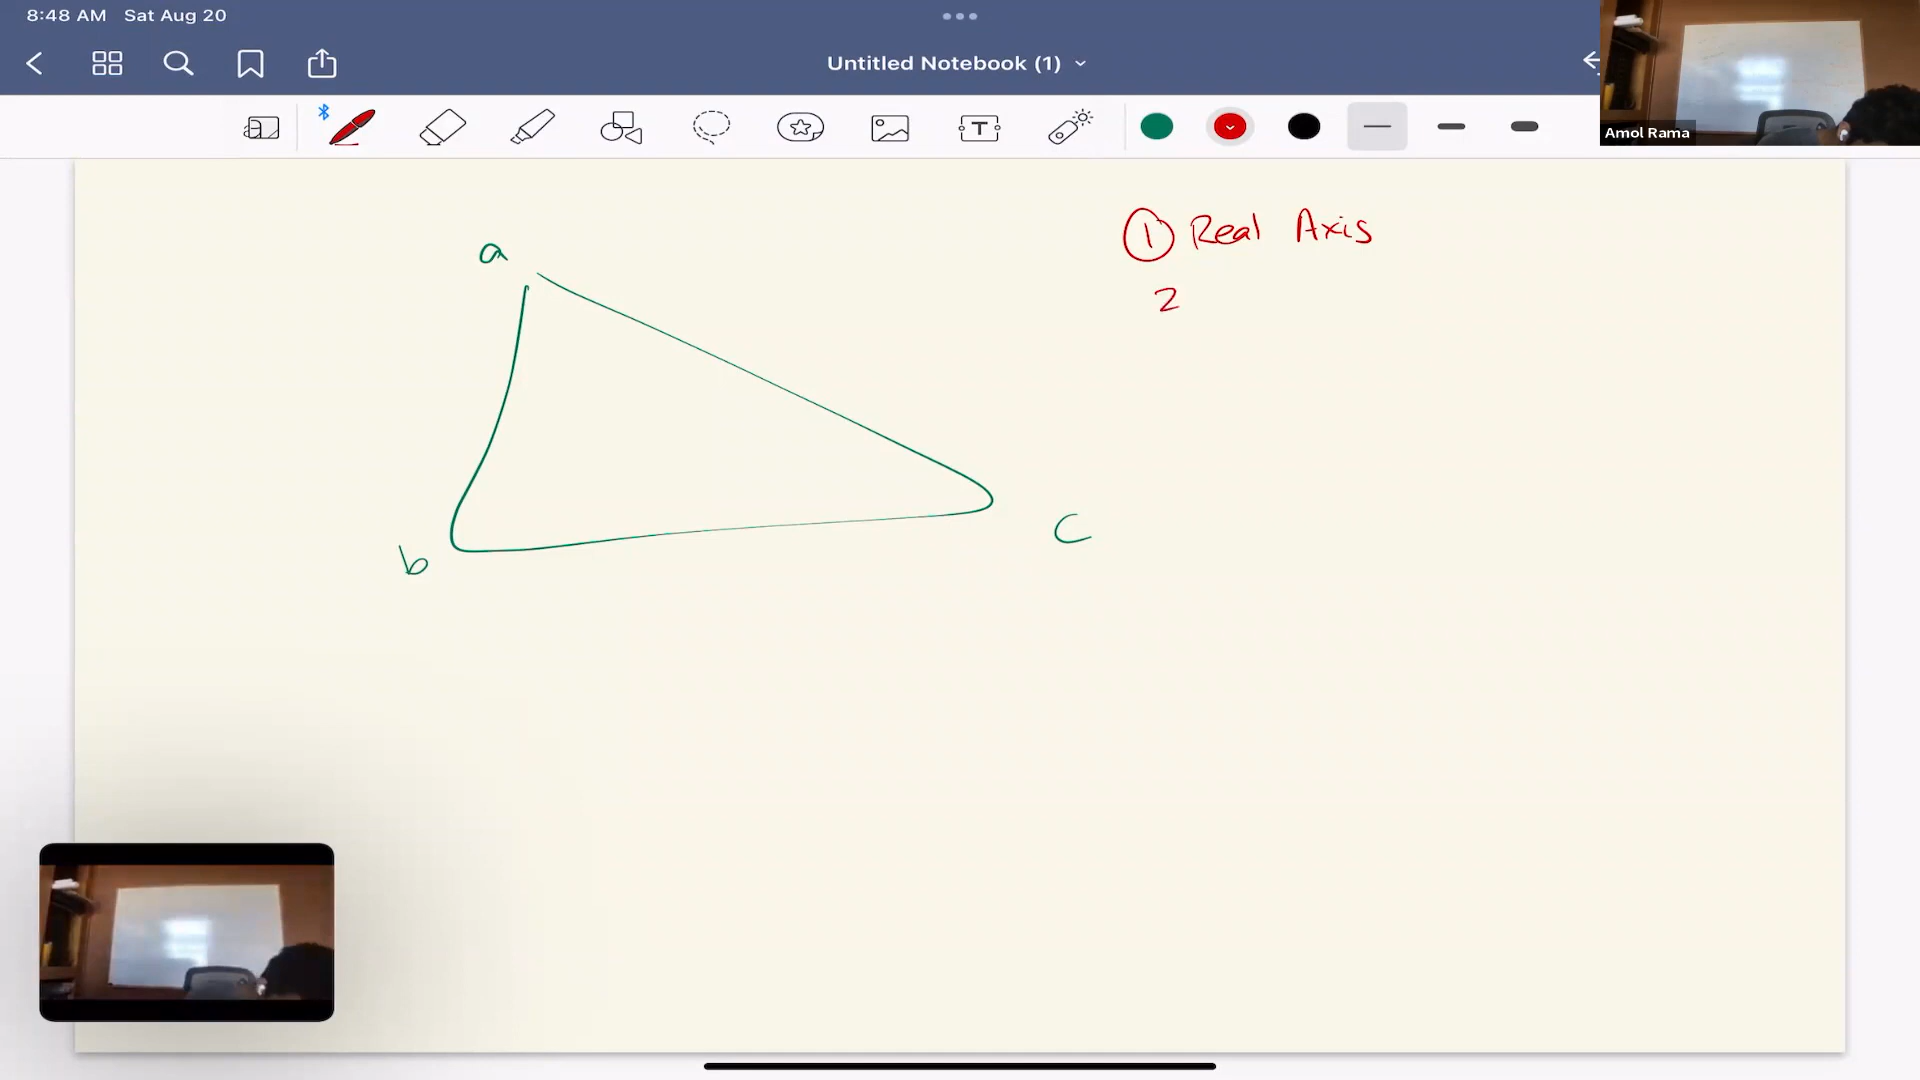 8:48 AM Sat Aug 20
Untitled Notebook (1)
T
Amol Rama
① Real Axis
2
a
b
c